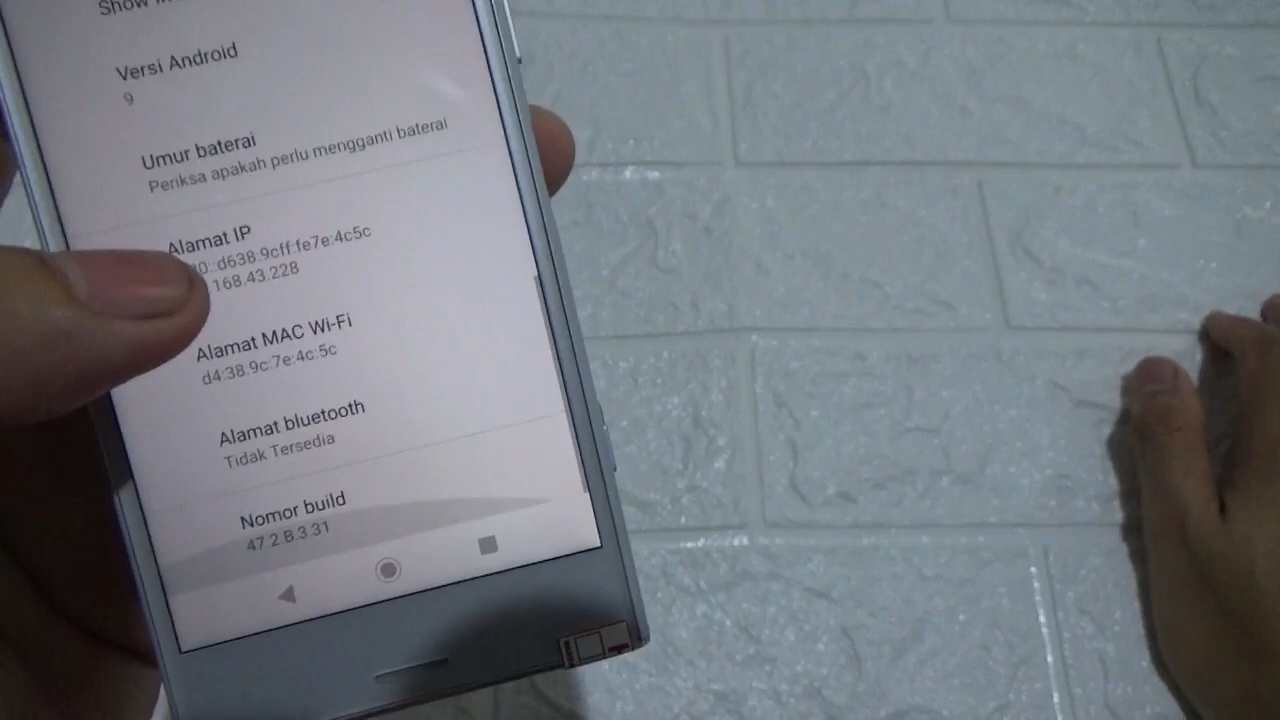 Show
Versi Android
9
Umur baterai
Periksa apakah perlu mengganti baterai
Alamat IP
0::d638:9cff:fe7e:4c5c
168.43.228
Alamat MAC Wi-Fi
d4:38:9c:7e:4c:5c
Alamat bluetooth
Tidak Tersedia
Nomor build
47.2.B.3.31